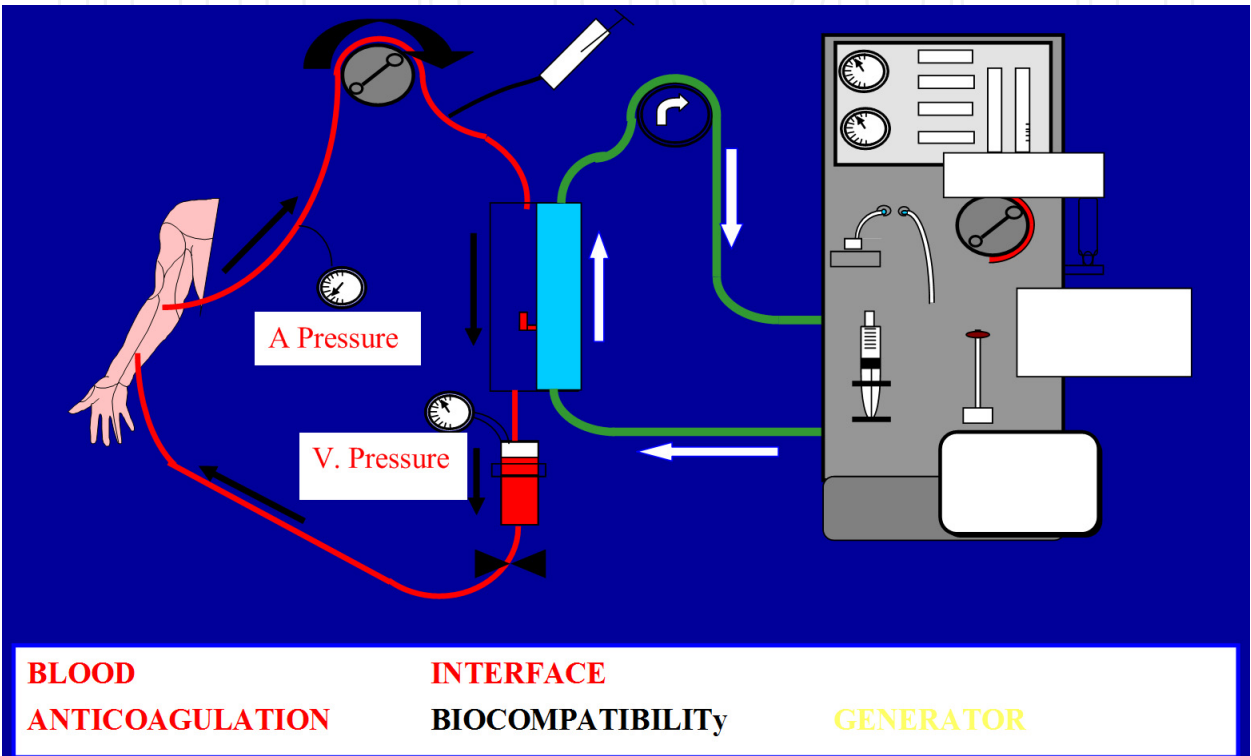 A Pressure
V. Pressure
BLOOD INTERFACE
ANTICOAGULATION BIOCOMPATIBILITy GENERATOR